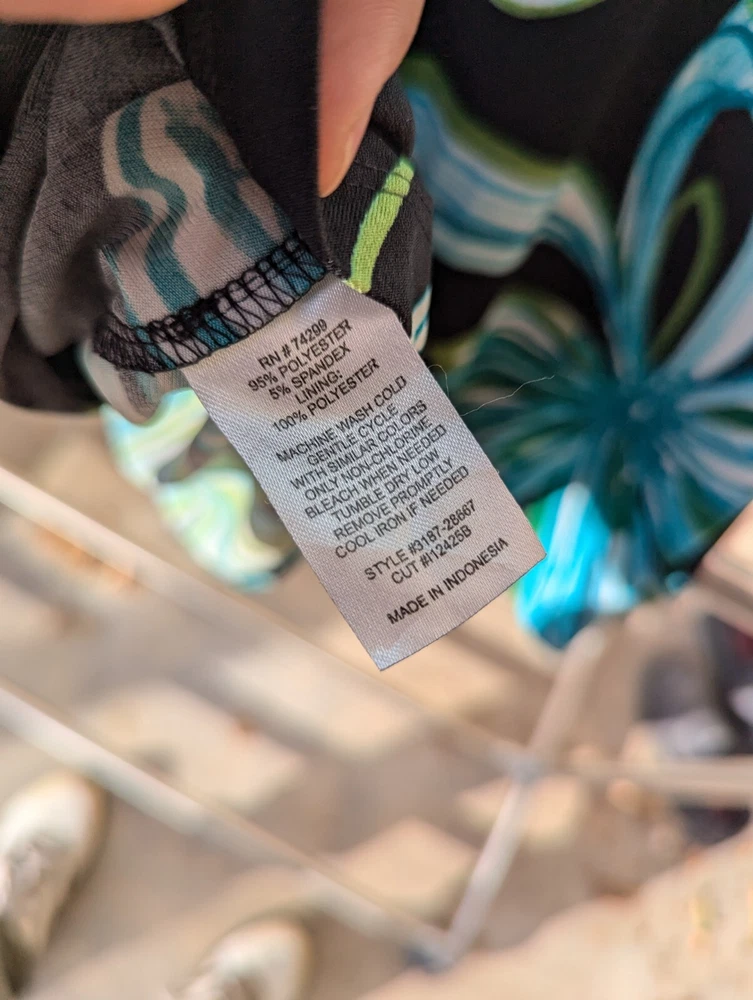 RN # 74299
95% POLYESTER
5% SPANDEX
LINING:
100% POLYESTER
MACHINE WASH COLD
GENTLE CYCLE
WITH SIMILAR COLORS
ONLY NON-CHLORINE
BLEACH WHEN NEEDED
TUMBLE DRY LOW
REMOVE PROMPTLY
COOL IRON IF NEEDED
STYLE #3187-28667
CUT #12425B
MADE IN INDONESIA